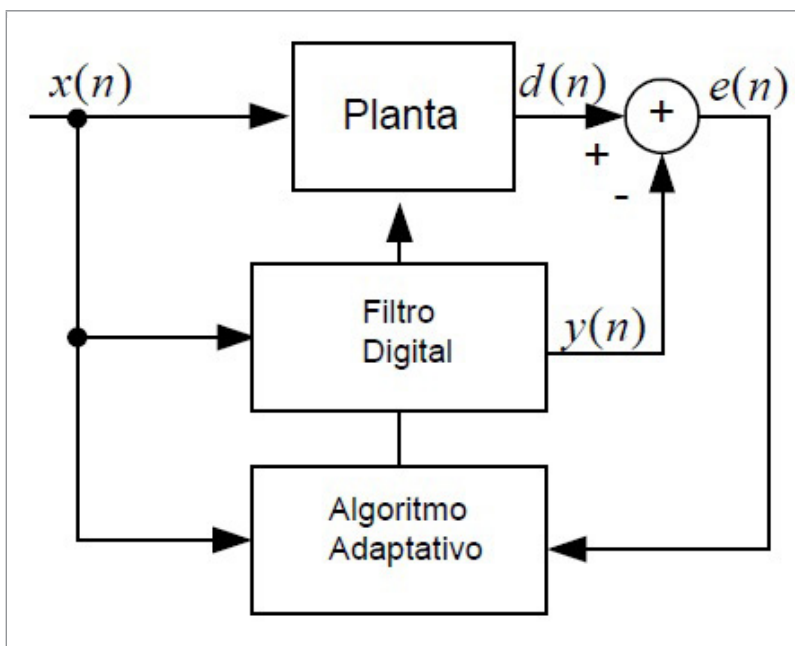 x(n)
Planta
d(n)
+
e(n)
+
-
Filtro
Digital
y(n)
Algoritmo
Adaptativo